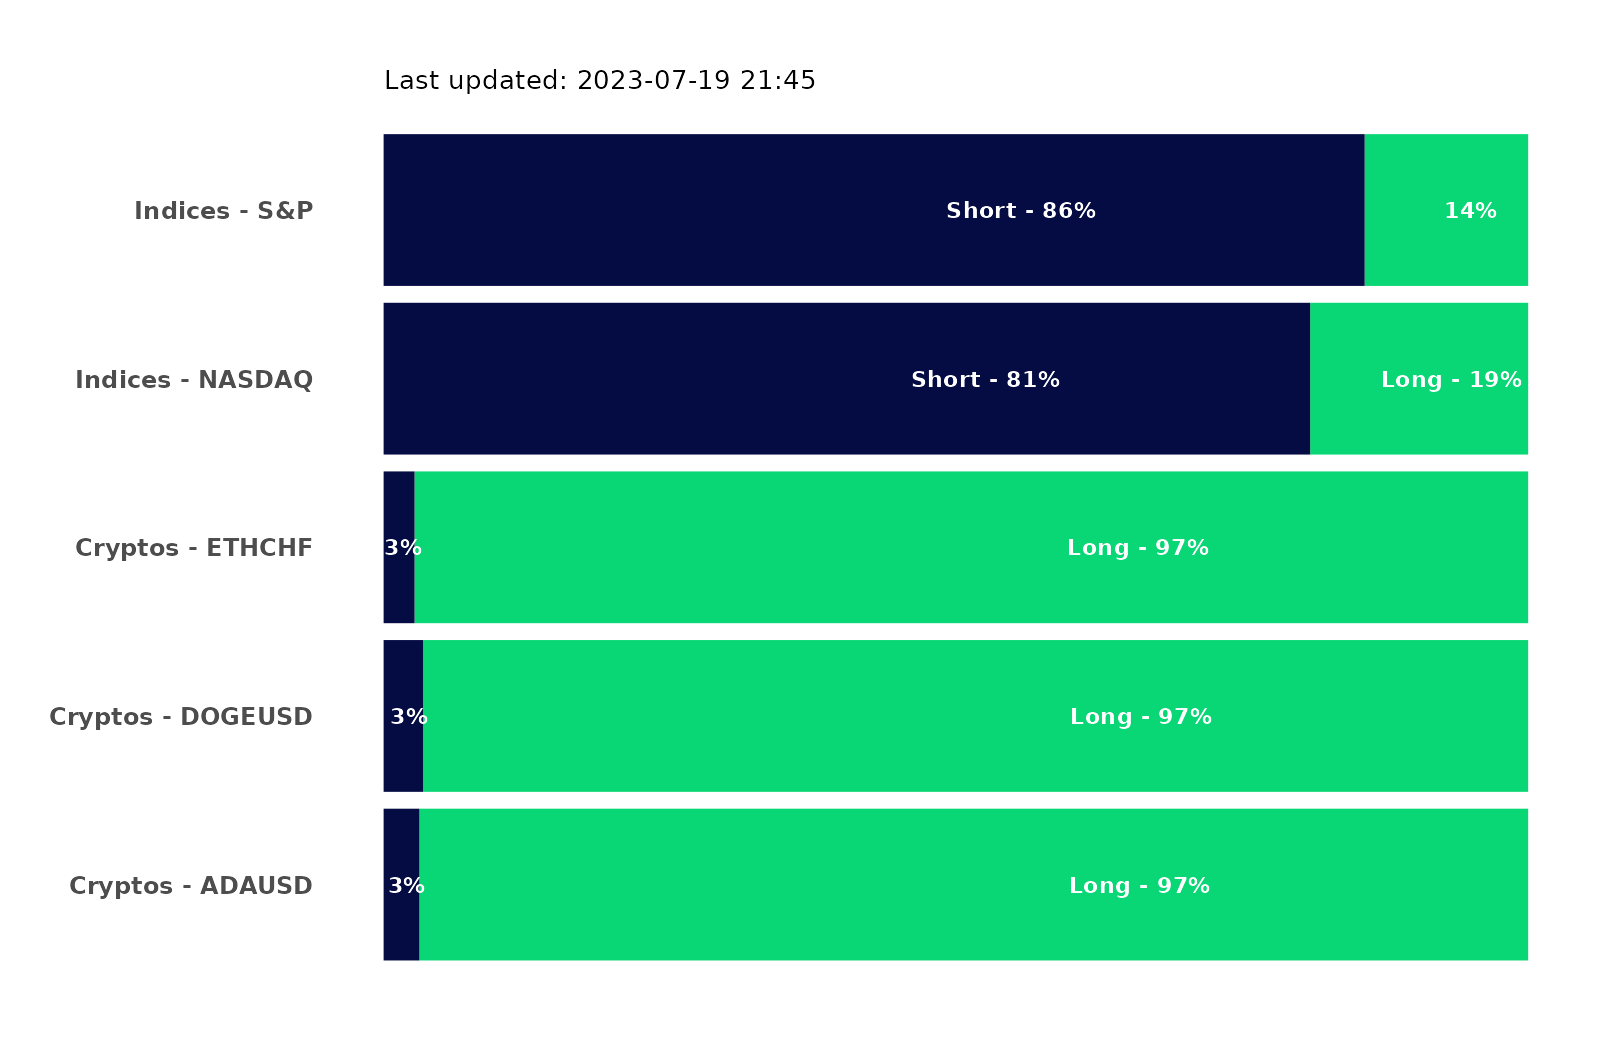 Last updated: 2023-07-19 21:45
Indices - S&P Short - 86% 14%
Indices - NASDAQ Short - 81% Long - 19%
Cryptos - ETHCHF 3% Long - 97%
Cryptos - DOGEUSD 3% Long - 97%
Cryptos - ADAUSD 3% Long - 97%